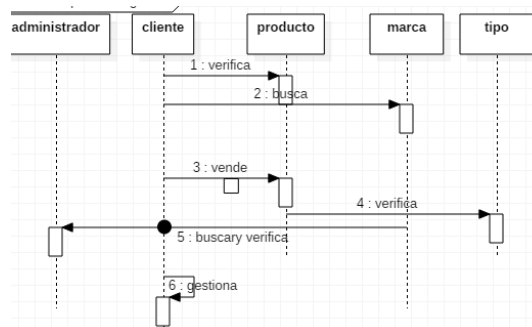 administrador
cliente
producto
marca
tipo
1 : verifica
2 : busca
3 : vende
4 : verifica
5 : buscary verifica
6 : gestiona